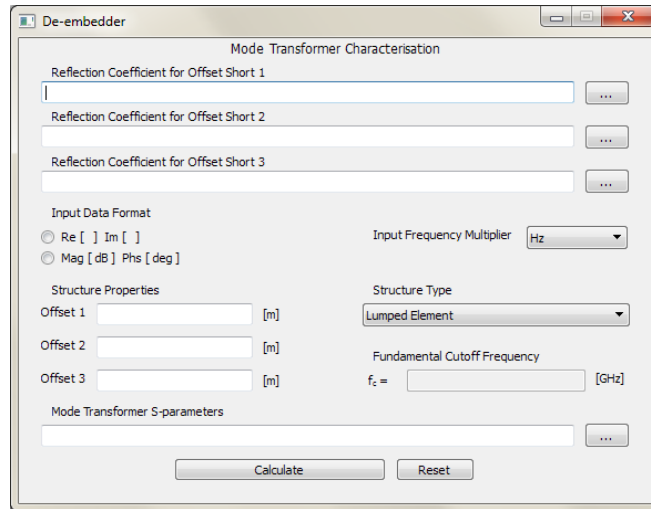 De-embedder
Mode Transformer Characterisation
Reflection Coefficient for Offset Short 1
...
Reflection Coefficient for Offset Short 2
...
Reflection Coefficient for Offset Short 3
...
Input Data Format
Re [ ] Im [ ]
Mag [ dB ] Phs [ deg ]
Input Frequency Multiplier Hz
Structure Properties
Offset 1 [m]
Offset 2 [m]
Offset 3 [m]
Structure Type
Lumped Element
Fundamental Cutoff Frequency
fc = [GHz]
Mode Transformer S-parameters
...
Calculate Reset